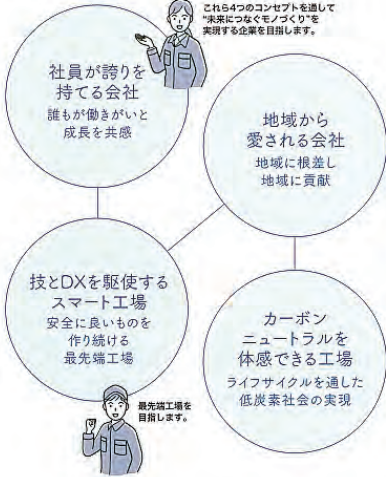 これら4つのコンセプトを通して
"未来につなぐモノづくり"を
実現する企業を目指します。
社員が誇りを
持てる会社
誰もが働きがいと
成長を共感
地域から
愛される会社
地域に根差し
地域に貢献
技とDXを駆使する
スマート工場
安全に良いものを
作り続ける
最先端工場
カーボン
ニュートラルを
体感できる工場
ライフサイクルを通した
低炭素社会の実現
最先端工場を
目指します。